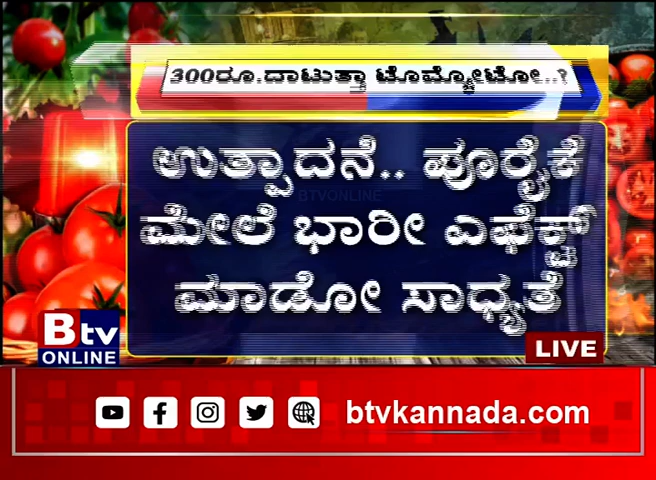 300ರೂ.ದಾಟುತ್ತಾ ಟೊಮ್ಯೋಟೋ..?
ಉತ್ಪಾದನೆ.. ಪೂರೈಕೆ
BTVONLINE
ಮೇಲೆ ಭಾರೀ ಎಫೆಕ್ಟ್
ಮಾಡೋ ಸಾಧ್ಯತೆ
Btv
ONLINE
LIVE
btvkannada.com